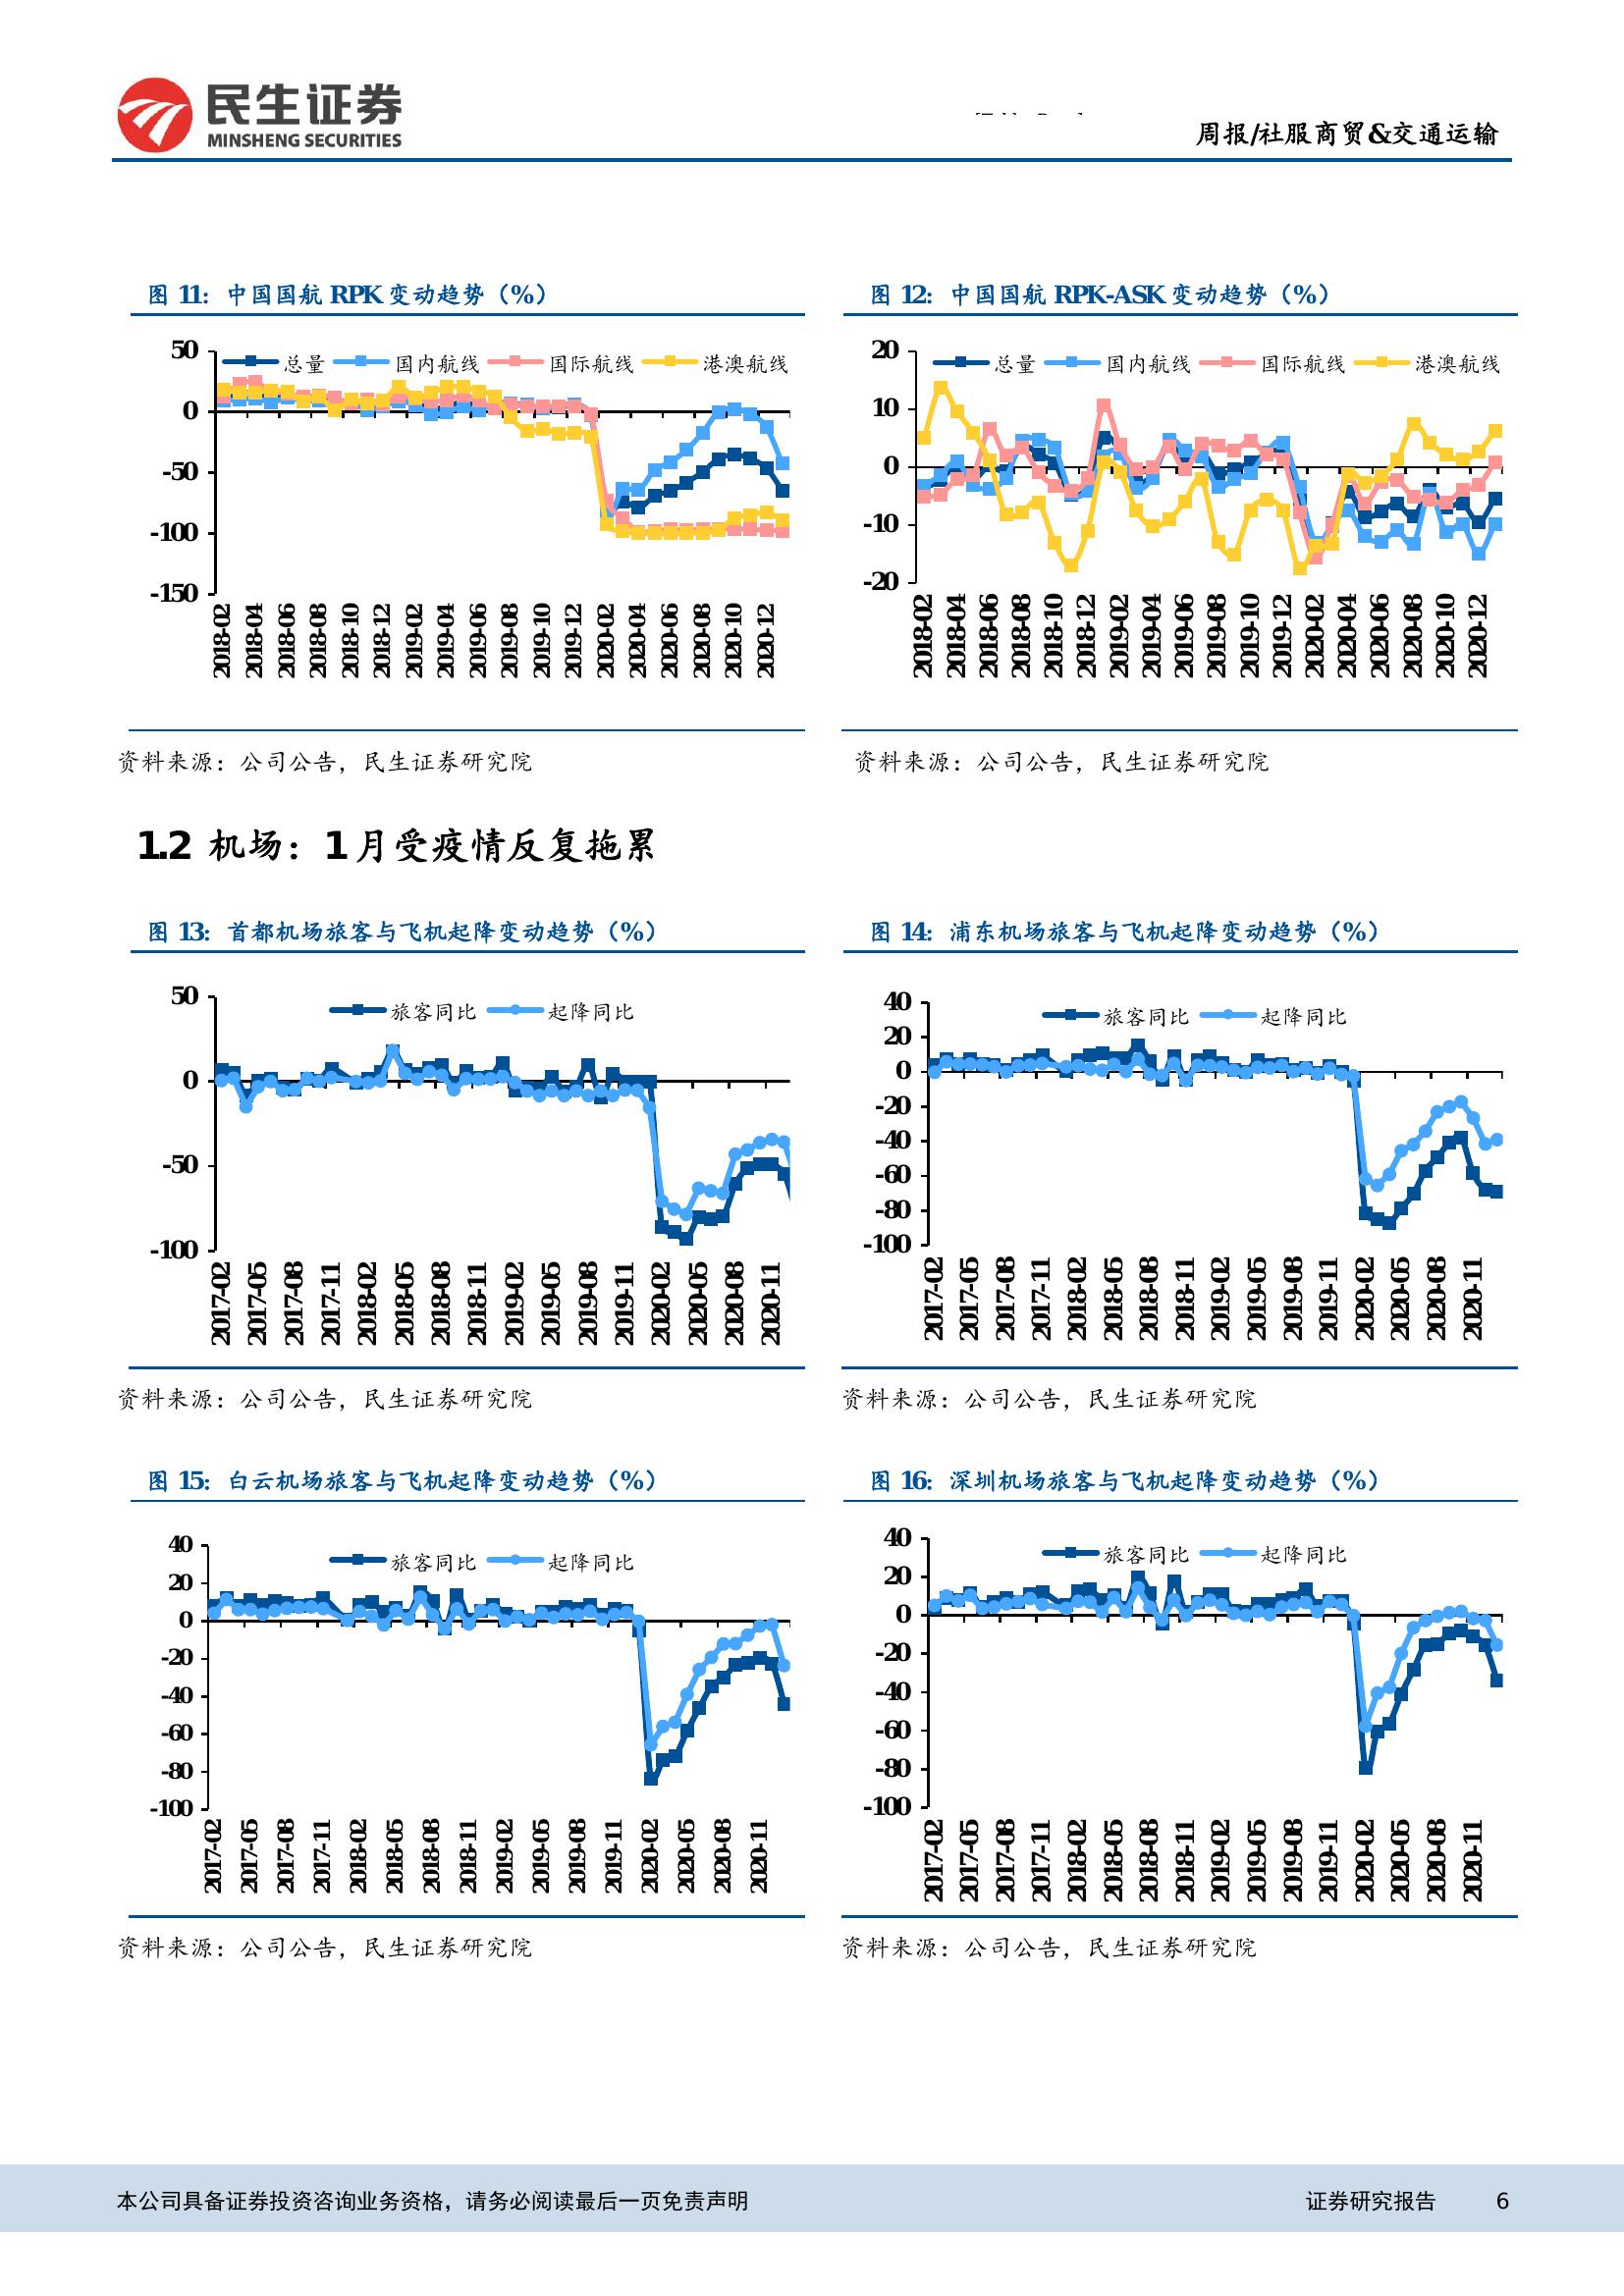 民生证券
MINSHENG SECURITIES
周报/社服商贸&交通运输
图 11：中国国航 RPK 变动趋势（%）
50
0
-50
-100
-150
总量 国内航线 国际航线 港澳航线
2018-02 2018-04 2018-06 2018-08 2018-10 2018-12 2019-02 2019-04 2019-06 2019-08 2019-10 2019-12 2020-02 2020-04 2020-06 2020-08 2020-10 2020-12
资料来源：公司公告，民生证券研究院
图 12：中国国航 RPK-ASK 变动趋势（%）
20
10
0
-10
-20
总量 国内航线 国际航线 港澳航线
2018-02 2018-04 2018-06 2018-08 2018-10 2018-12 2019-02 2019-04 2019-06 2019-08 2019-10 2019-12 2020-02 2020-04 2020-06 2020-08 2020-10 2020-12
资料来源：公司公告，民生证券研究院
1.2 机场：1 月受疫情反复拖累
图 13：首都机场旅客与飞机起降变动趋势（%）
50
0
-50
-100
旅客同比 起降同比
2017-02 2017-05 2017-08 2017-11 2018-02 2018-05 2018-08 2018-11 2019-02 2019-05 2019-08 2019-11 2020-02 2020-05 2020-08 2020-11
资料来源：公司公告，民生证券研究院
图 14：浦东机场旅客与飞机起降变动趋势（%）
40
20
0
-20
-40
-60
-80
-100
旅客同比 起降同比
2017-02 2017-05 2017-08 2017-11 2018-02 2018-05 2018-08 2018-11 2019-02 2019-05 2019-08 2019-11 2020-02 2020-05 2020-08 2020-11
资料来源：公司公告，民生证券研究院
图 15：白云机场旅客与飞机起降变动趋势（%）
40
20
0
-20
-40
-60
-80
-100
旅客同比 起降同比
2017-02 2017-05 2017-08 2017-11 2018-02 2018-05 2018-08 2018-11 2019-02 2019-05 2019-08 2019-11 2020-02 2020-05 2020-08 2020-11
资料来源：公司公告，民生证券研究院
图 16：深圳机场旅客与飞机起降变动趋势（%）
40
20
0
-20
-40
-60
-80
-100
旅客同比 起降同比
2017-02 2017-05 2017-08 2017-11 2018-02 2018-05 2018-08 2018-11 2019-02 2019-05 2019-08 2019-11 2020-02 2020-05 2020-08 2020-11
资料来源：公司公告，民生证券研究院
本公司具备证券投资咨询业务资格，请务必阅读最后一页免责声明
证券研究报告 6